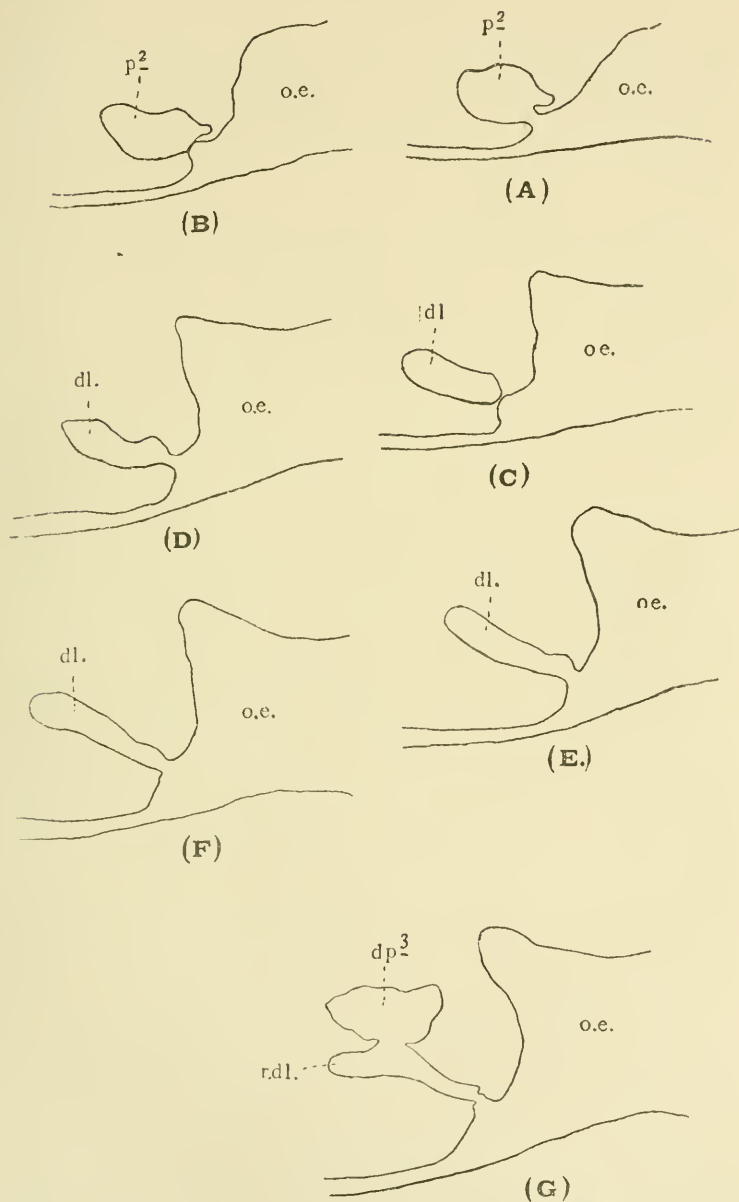 p²
o.e.
(B)
p²
o.e.
(A)
dl.
o.e.
(D)
dl
oe.
(C)
dl.
o.e.
(F)
dl.
oe.
(E.)
dp³
r.dl.
o.e.
(G)